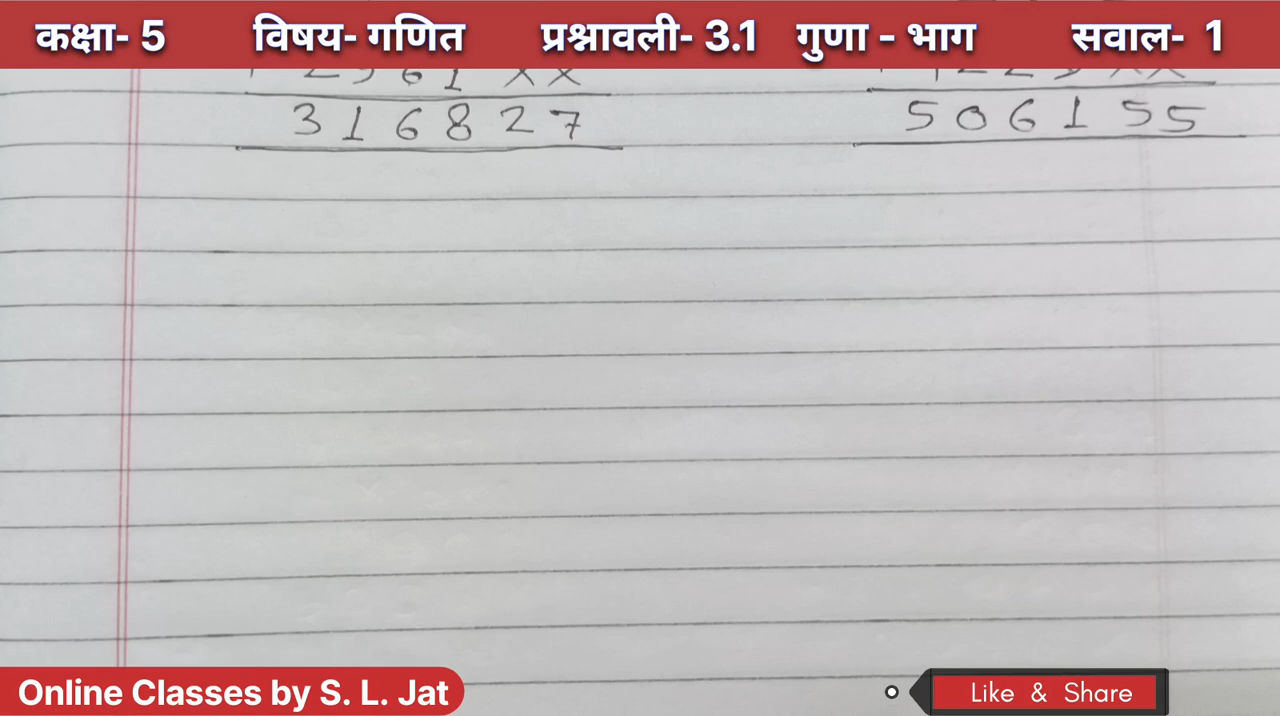 कक्षा- 5 विषय- गणित प्रश्नावली- 3.1 गुणा - भाग सवाल- 1
316827 506155
Online Classes by S. L. Jat Like & Share